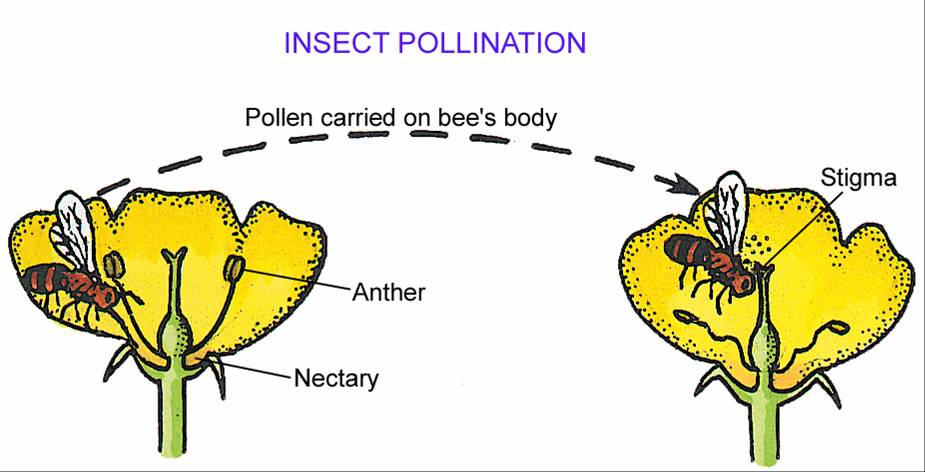 INSECT POLLINATION
Pollen carried on bee's body
Stigma
Anther
Nectary